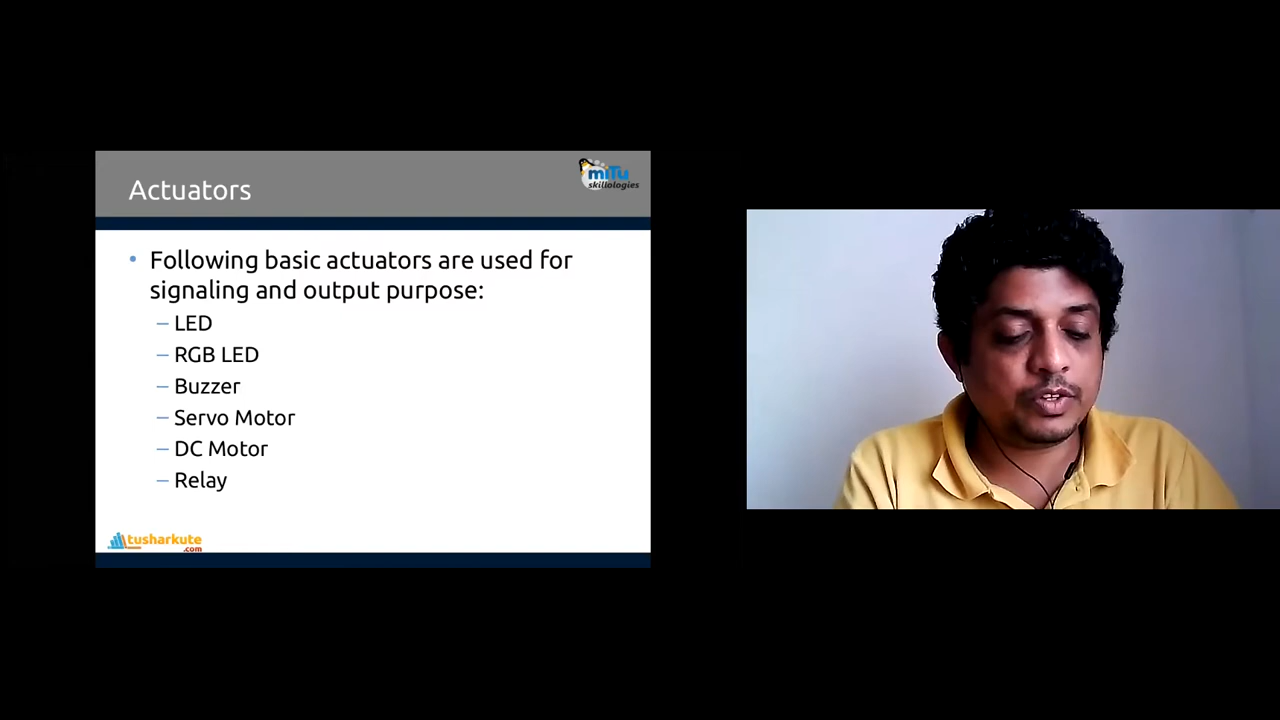 Actuators
miTu
skillologies
• Following basic actuators are used for
signaling and output purpose:
– LED
– RGB LED
– Buzzer
– Servo Motor
– DC Motor
– Relay
tusharkute
.com